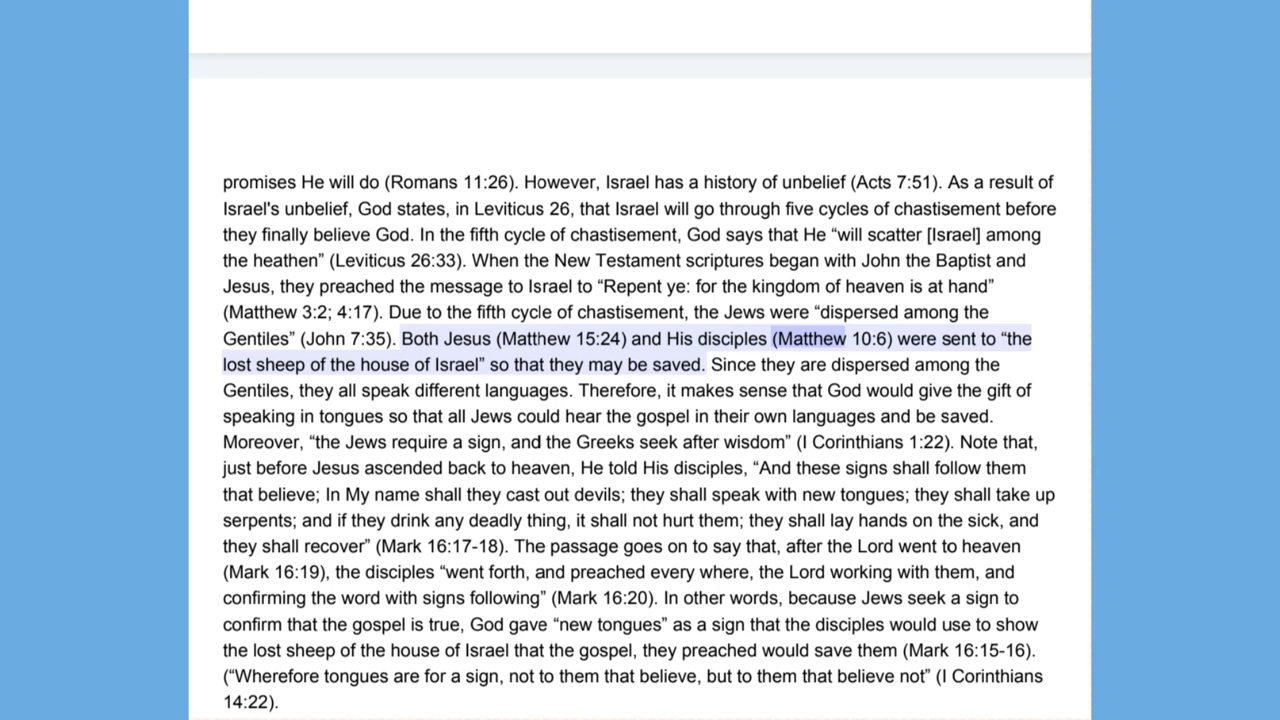 promises He will do (Romans 11:26). However, Israel has a history of unbelief (Acts 7:51). As a result of
Israel's unbelief, God states, in Leviticus 26, that Israel will go through five cycles of chastisement before
they finally believe God. In the fifth cycle of chastisement, God says that He “will scatter [Israel] among
the heathen” (Leviticus 26:33). When the New Testament scriptures began with John the Baptist and
Jesus, they preached the message to Israel to “Repent ye: for the kingdom of heaven is at hand”
(Matthew 3:2; 4:17). Due to the fifth cycle of chastisement, the Jews were “dispersed among the
Gentiles” (John 7:35). Both Jesus (Matthew 15:24) and His disciples (Matthew 10:6) were sent to “the
lost sheep of the house of Israel” so that they may be saved. Since they are dispersed among the
Gentiles, they all speak different languages. Therefore, it makes sense that God would give the gift of
speaking in tongues so that all Jews could hear the gospel in their own languages and be saved.
Moreover, “the Jews require a sign, and the Greeks seek after wisdom” (I Corinthians 1:22). Note that,
just before Jesus ascended back to heaven, He told His disciples, “And these signs shall follow them
that believe; In My name shall they cast out devils; they shall speak with new tongues; they shall take up
serpents; and if they drink any deadly thing, it shall not hurt them; they shall lay hands on the sick, and
they shall recover” (Mark 16:17-18). The passage goes on to say that, after the Lord went to heaven
(Mark 16:19), the disciples “went forth, and preached every where, the Lord working with them, and
confirming the word with signs following” (Mark 16:20). In other words, because Jews seek a sign to
confirm that the gospel is true, God gave “new tongues” as a sign that the disciples would use to show
the lost sheep of the house of Israel that the gospel, they preached would save them (Mark 16:15-16).
(“Wherefore tongues are for a sign, not to them that believe, but to them that believe not” (I Corinthians
14:22).